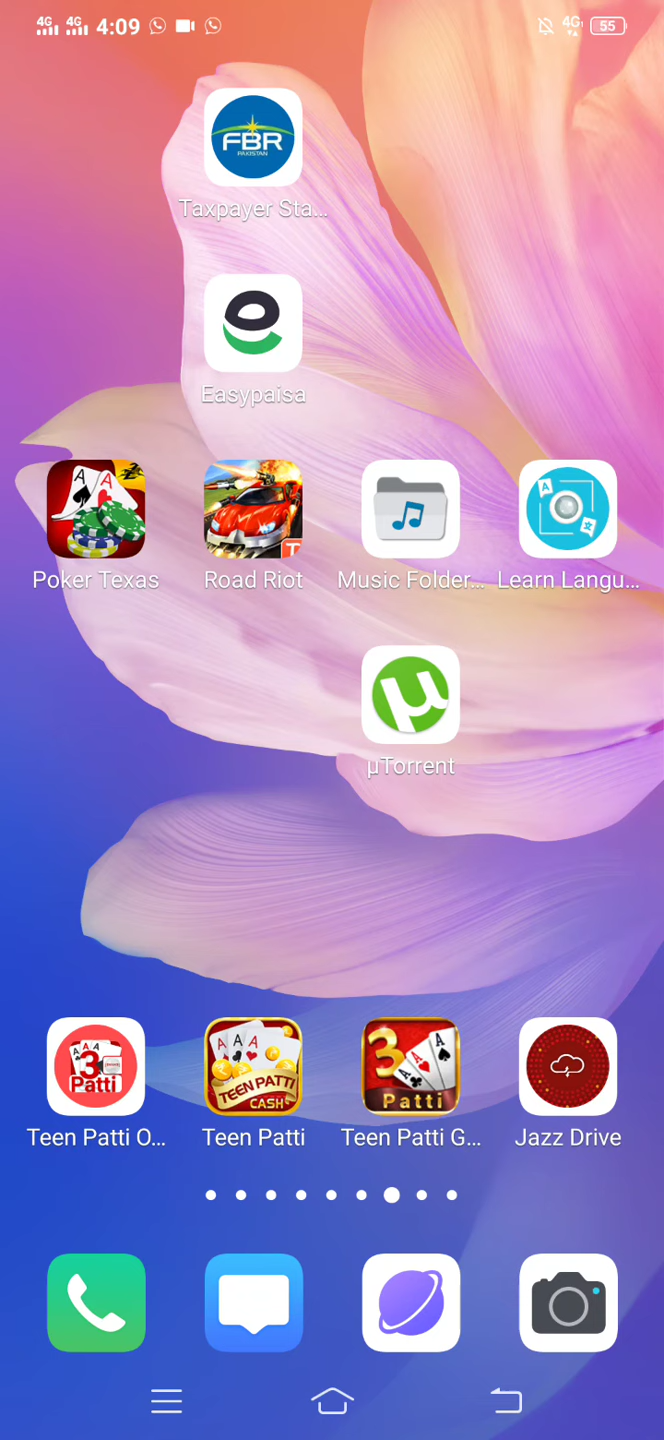 4G 4G 4:09 4G 55
FBR
PAKISTAN
Taxpayer Sta...
Easypaisa
A A
A
Poker Texas Road Riot Music Folder... Learn Langu...
µ
µTorrent
A A A
3
Patti
A A A
TEEN PATTI
CASH
3 A A A
Patti
Teen Patti O... Teen Patti Teen Patti G... Jazz Drive